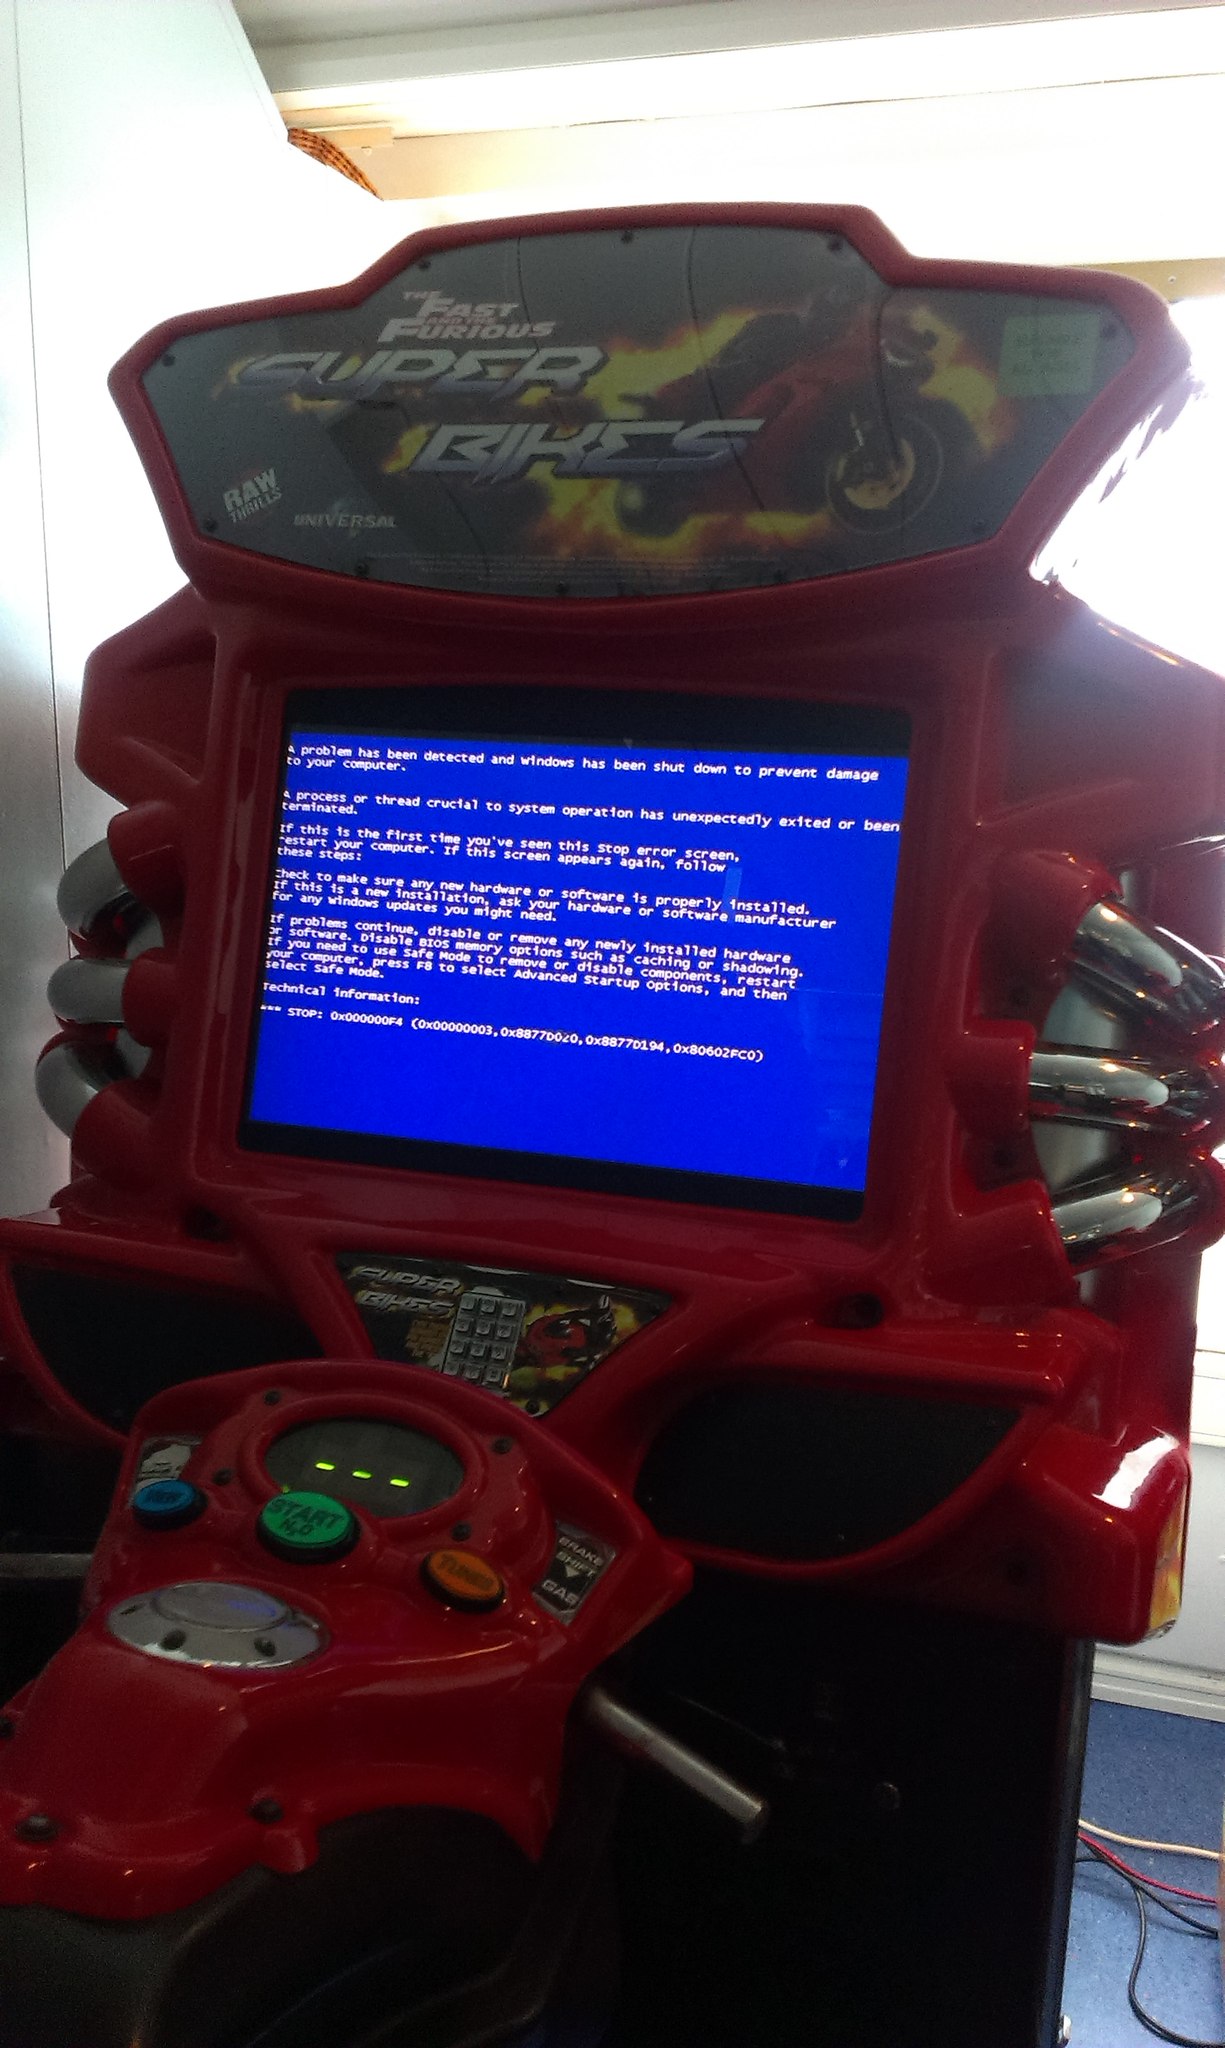 THE
FAST
AND THE
FURIOUS
SUPER
BIKES
RAW
THRILLS
UNIVERSAL
A problem has been detected and windows has been shut down to prevent damage
to your computer.
A process or thread crucial to system operation has unexpectedly exited or been
terminated.
If this is the first time you've seen this Stop error screen,
restart your computer. If this screen appears again, follow
these steps:
Check to make sure any new hardware or software is properly installed.
If this is a new installation, ask your hardware or software manufacturer
for any windows updates you might need.
If problems continue, disable or remove any newly installed hardware
or software. Disable BIOS memory options such as caching or shadowing.
If you need to use Safe Mode to remove or disable components, restart
your computer, press F8 to select Advanced Startup Options, and then
select Safe Mode.
Technical information:
*** STOP: 0x000000F4 (0x00000003,0x8877D020,0x8877D194,0x80602FC0)
SUPER
BIKES
- - -
VIEW
START
H2O
TUNES
BRAKE
SHIFT
GAS